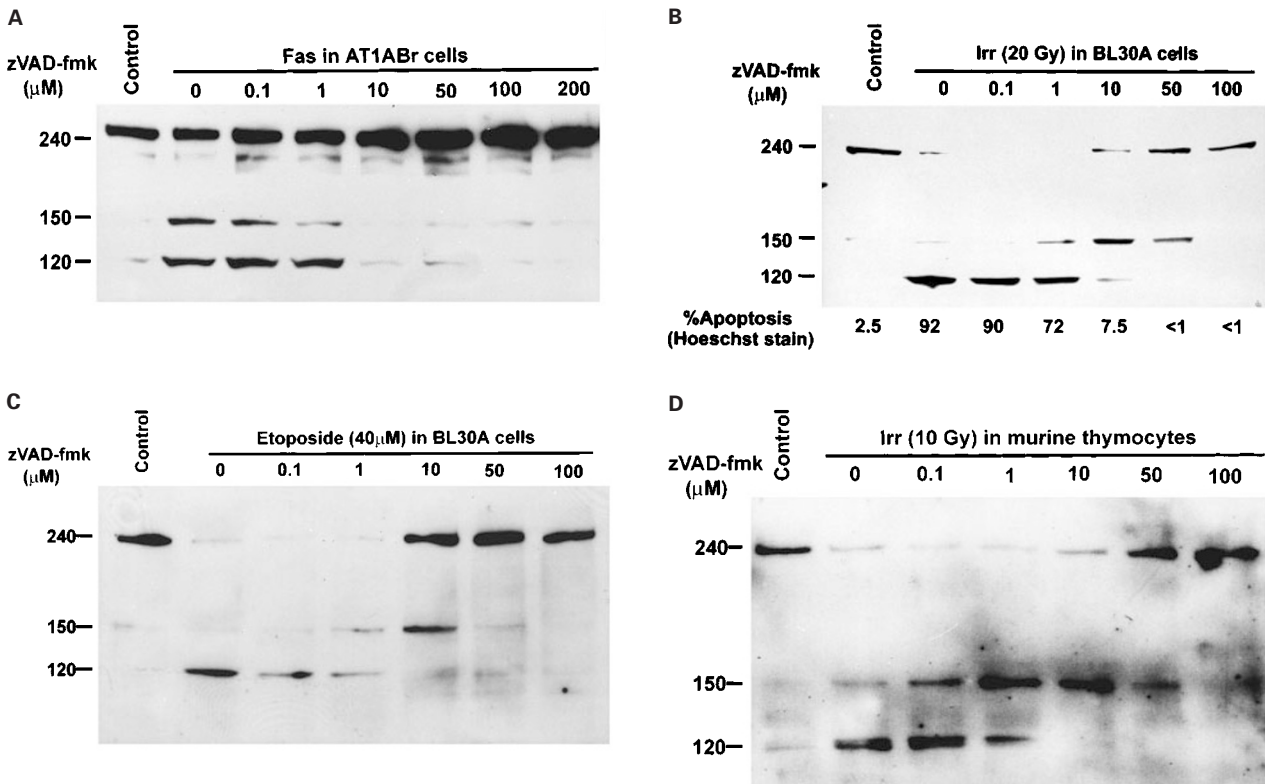 A
Control
Fas in AT1ABr cells
zVAD-fmk
(μM)
0 0.1 1 10 50 100 200
240
150
120
B
Control
Irr (20 Gy) in BL30A cells
zVAD-fmk
(μM)
0 0.1 1 10 50 100
240
150
120
%Apoptosis
(Hoeschst stain)
2.5 92 90 72 7.5 <1 <1
C
Control
Etoposide (40μM) in BL30A cells
zVAD-fmk
(μM)
0 0.1 1 10 50 100
240
150
120
D
Control
Irr (10 Gy) in murine thymocytes
zVAD-fmk
(μM)
0 0.1 1 10 50 100
240
150
120